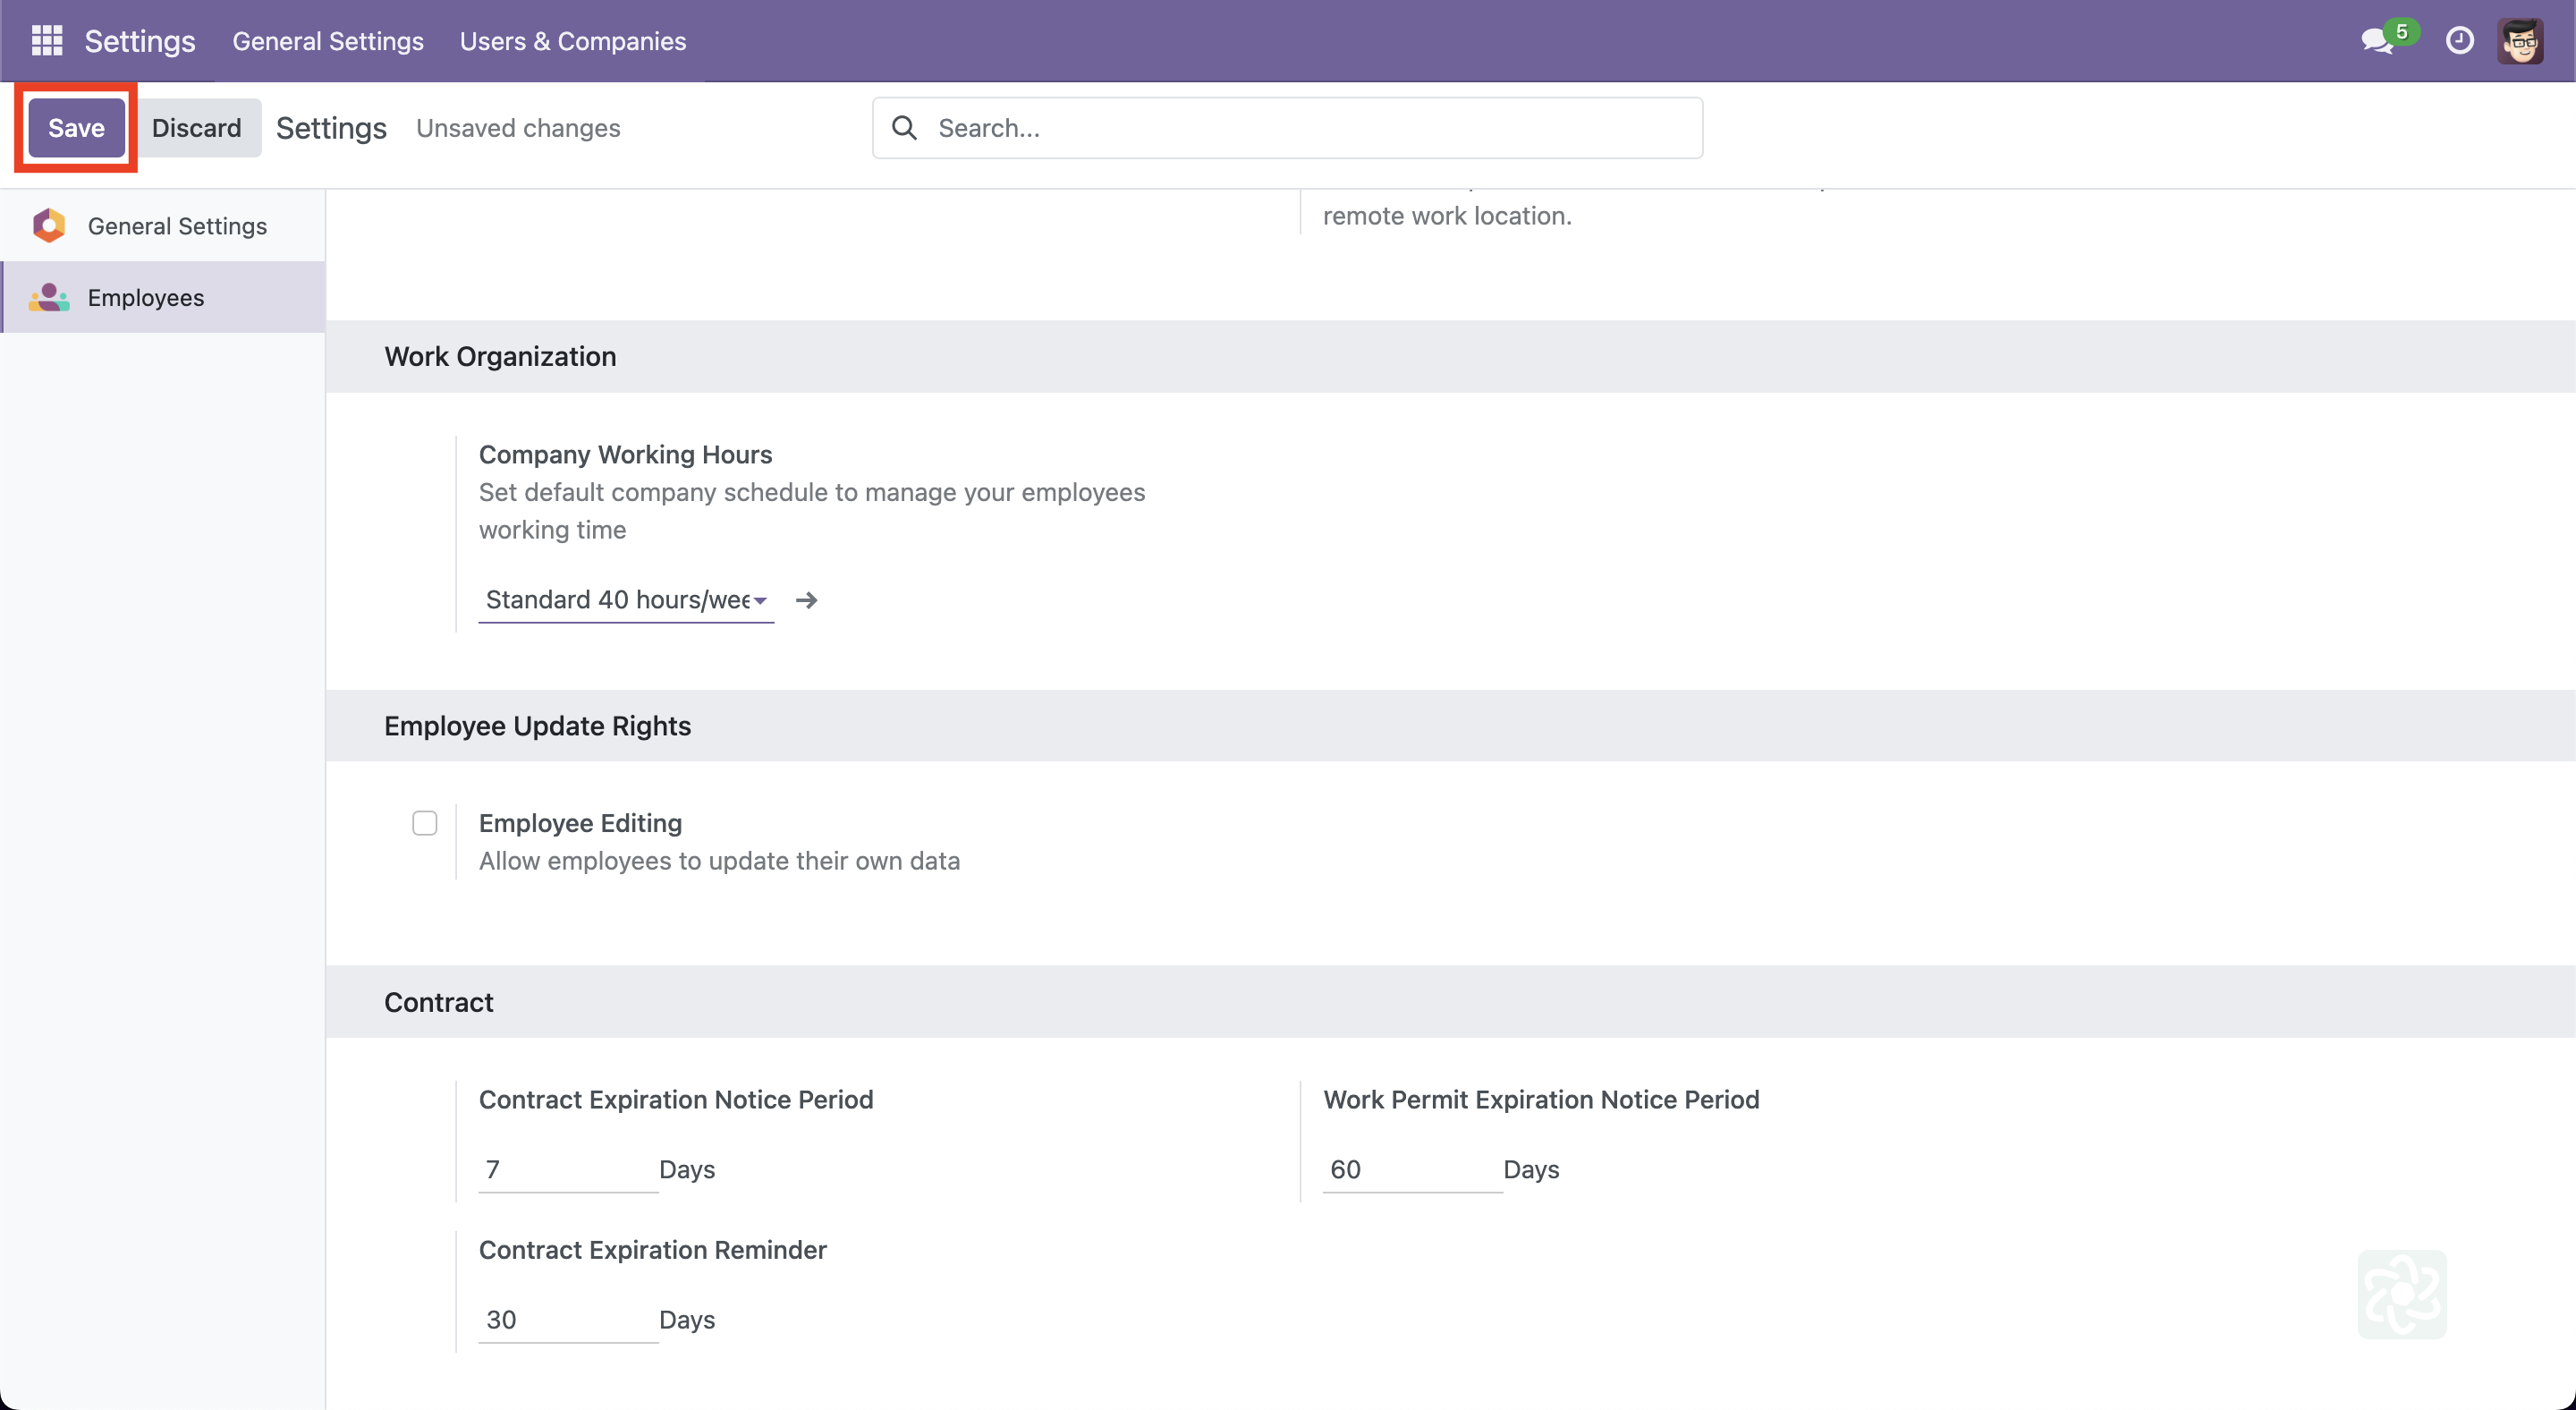 Settings General Settings Users & Companies 5
Save Discard Settings Unsaved changes Search...
General Settings
Employees
remote work location.
Work Organization
Company Working Hours
Set default company schedule to manage your employees
working time
Standard 40 hours/wee
Employee Update Rights
Employee Editing
Allow employees to update their own data
Contract
Contract Expiration Notice Period
7 Days
Work Permit Expiration Notice Period
60 Days
Contract Expiration Reminder
30 Days